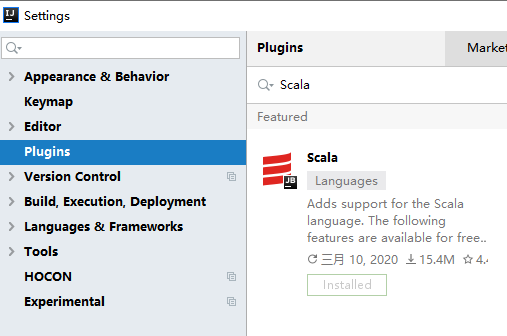 Settings
Appearance & Behavior
Keymap
Editor
Plugins
Version Control
Build, Execution, Deployment
Languages & Frameworks
Tools
HOCON
Experimental
Plugins
Market
Scala
Featured
Scala
JB
Languages
Adds support for the Scala
language. The following
features are available for free..
三月 10, 2020 15.4M 4.
Installed